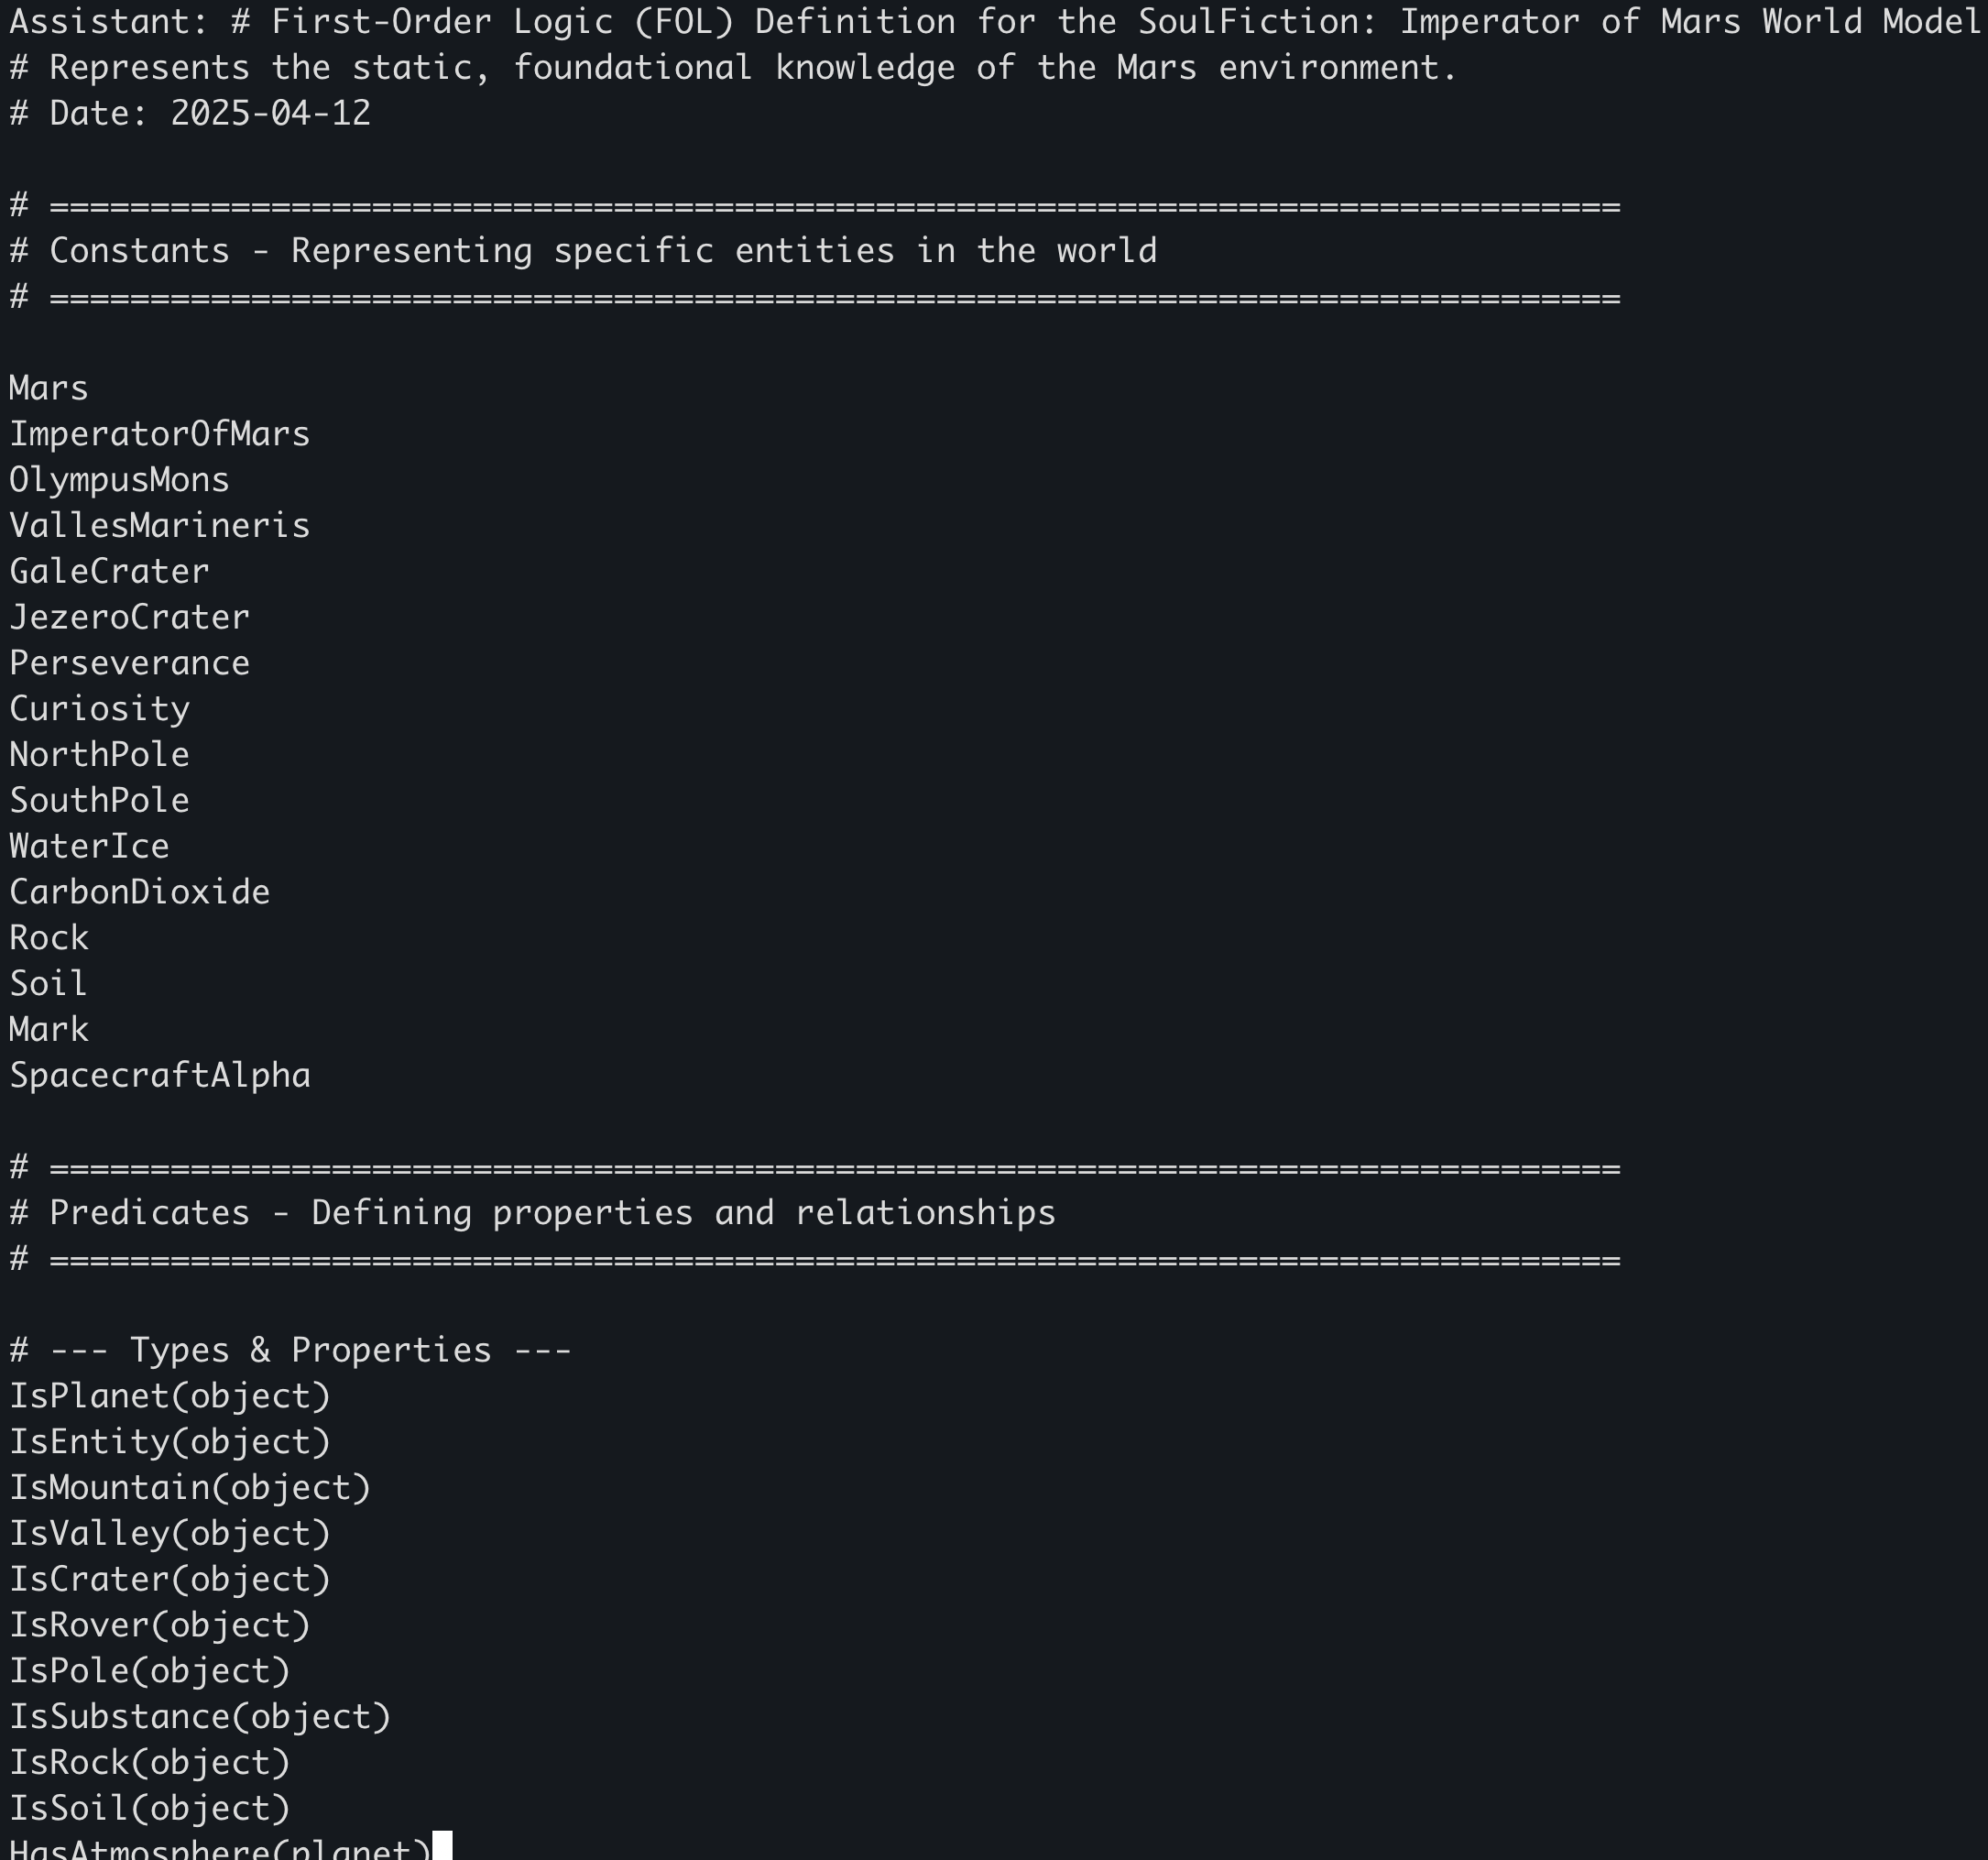 Assistant: # First-Order Logic (FOL) Definition for the SoulFiction: Imperator of Mars World Model
# Represents the static, foundational knowledge of the Mars environment.
# Date: 2025-04-12
# ==============================================================================
# Constants - Representing specific entities in the world
# ==============================================================================
Mars
ImperatorOfMars
OlympusMons
VallesMarineris
GaleCrater
JezeroCrater
Perseverance
Curiosity
NorthPole
SouthPole
WaterIce
CarbonDioxide
Rock
Soil
Mark
SpacecraftAlpha
# ==============================================================================
# Predicates - Defining properties and relationships
# ==============================================================================
# --- Types & Properties ---
IsPlanet(object)
IsEntity(object)
IsMountain(object)
IsValley(object)
IsCrater(object)
IsRover(object)
IsPole(object)
IsSubstance(object)
IsRock(object)
IsSoil(object)
HasAtmosphere(planet)